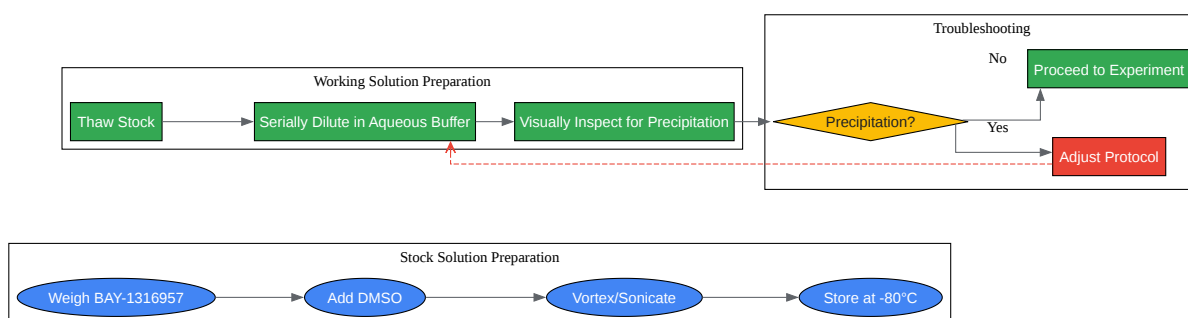 Troubleshooting
No
Proceed to Experiment
Working Solution Preparation
Thaw Stock
Serially Dilute in Aqueous Buffer
Visually Inspect for Precipitation
Precipitation?
Yes
Adjust Protocol
Stock Solution Preparation
Weigh BAY-1316957
Add DMSO
Vortex/Sonicate
Store at -80°C